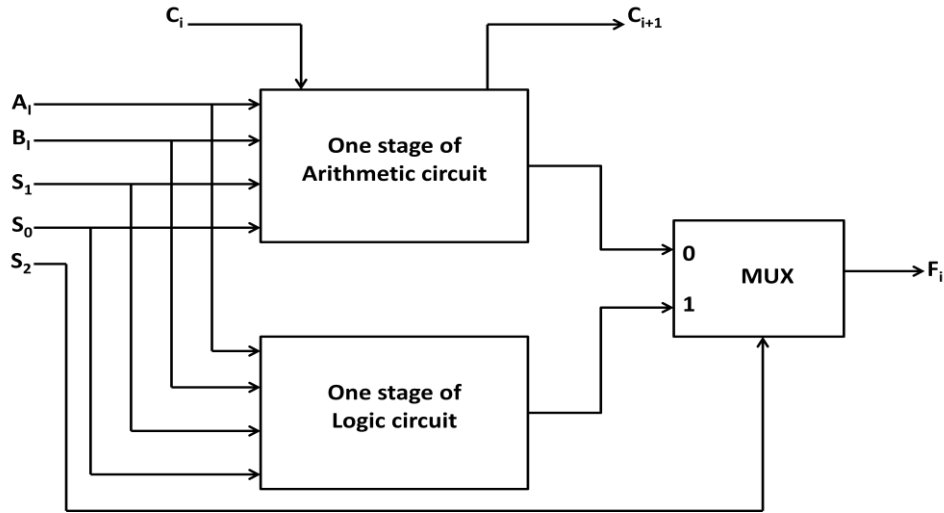 Ci
Ci+1
AI
BI
S1
S0
S2
One stage of
Arithmetic circuit
0
1
MUX
Fi
One stage of
Logic circuit